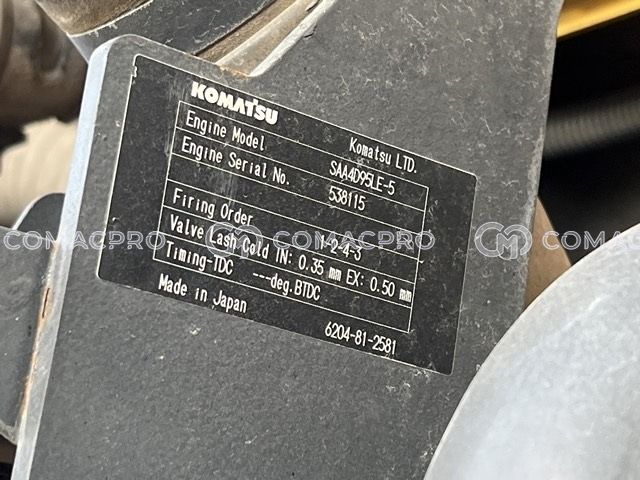 KOMATSU
Komatsu LTD.
Engine Model SAA4D95LE-5
Engine Serial No. 538115
Firing Order 1-2-4-3
Valve Lash Cold IN: 0.35 mm EX: 0.50 mm
Timing-TDC ---deg.BTDC
Made in Japan 6204-81-2581
COMACPRO COMACPRO COMACPRO